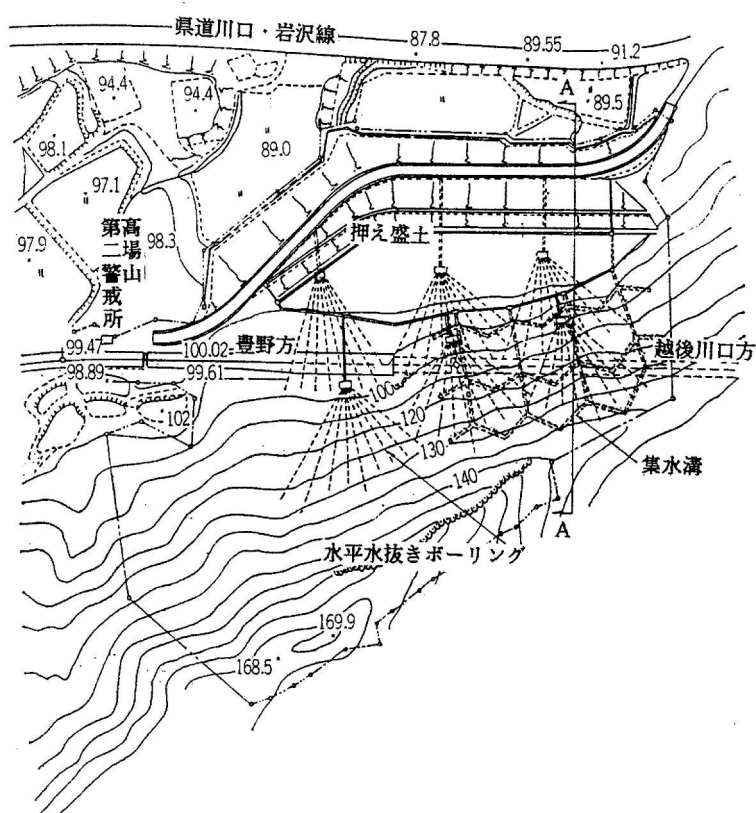 県道川口・岩沢線
87.8
89.55
91.2
A
94.4
94.4
89.5
98.1
89.0
97.1
高場山
第二警戒所
98.3
97.9
押え盛土
99.47
100.02
豊野方
越後川口方
98.89
99.61
100
102
120
130
140
集水溝
A
水平水抜きボーリング
169.9
168.5